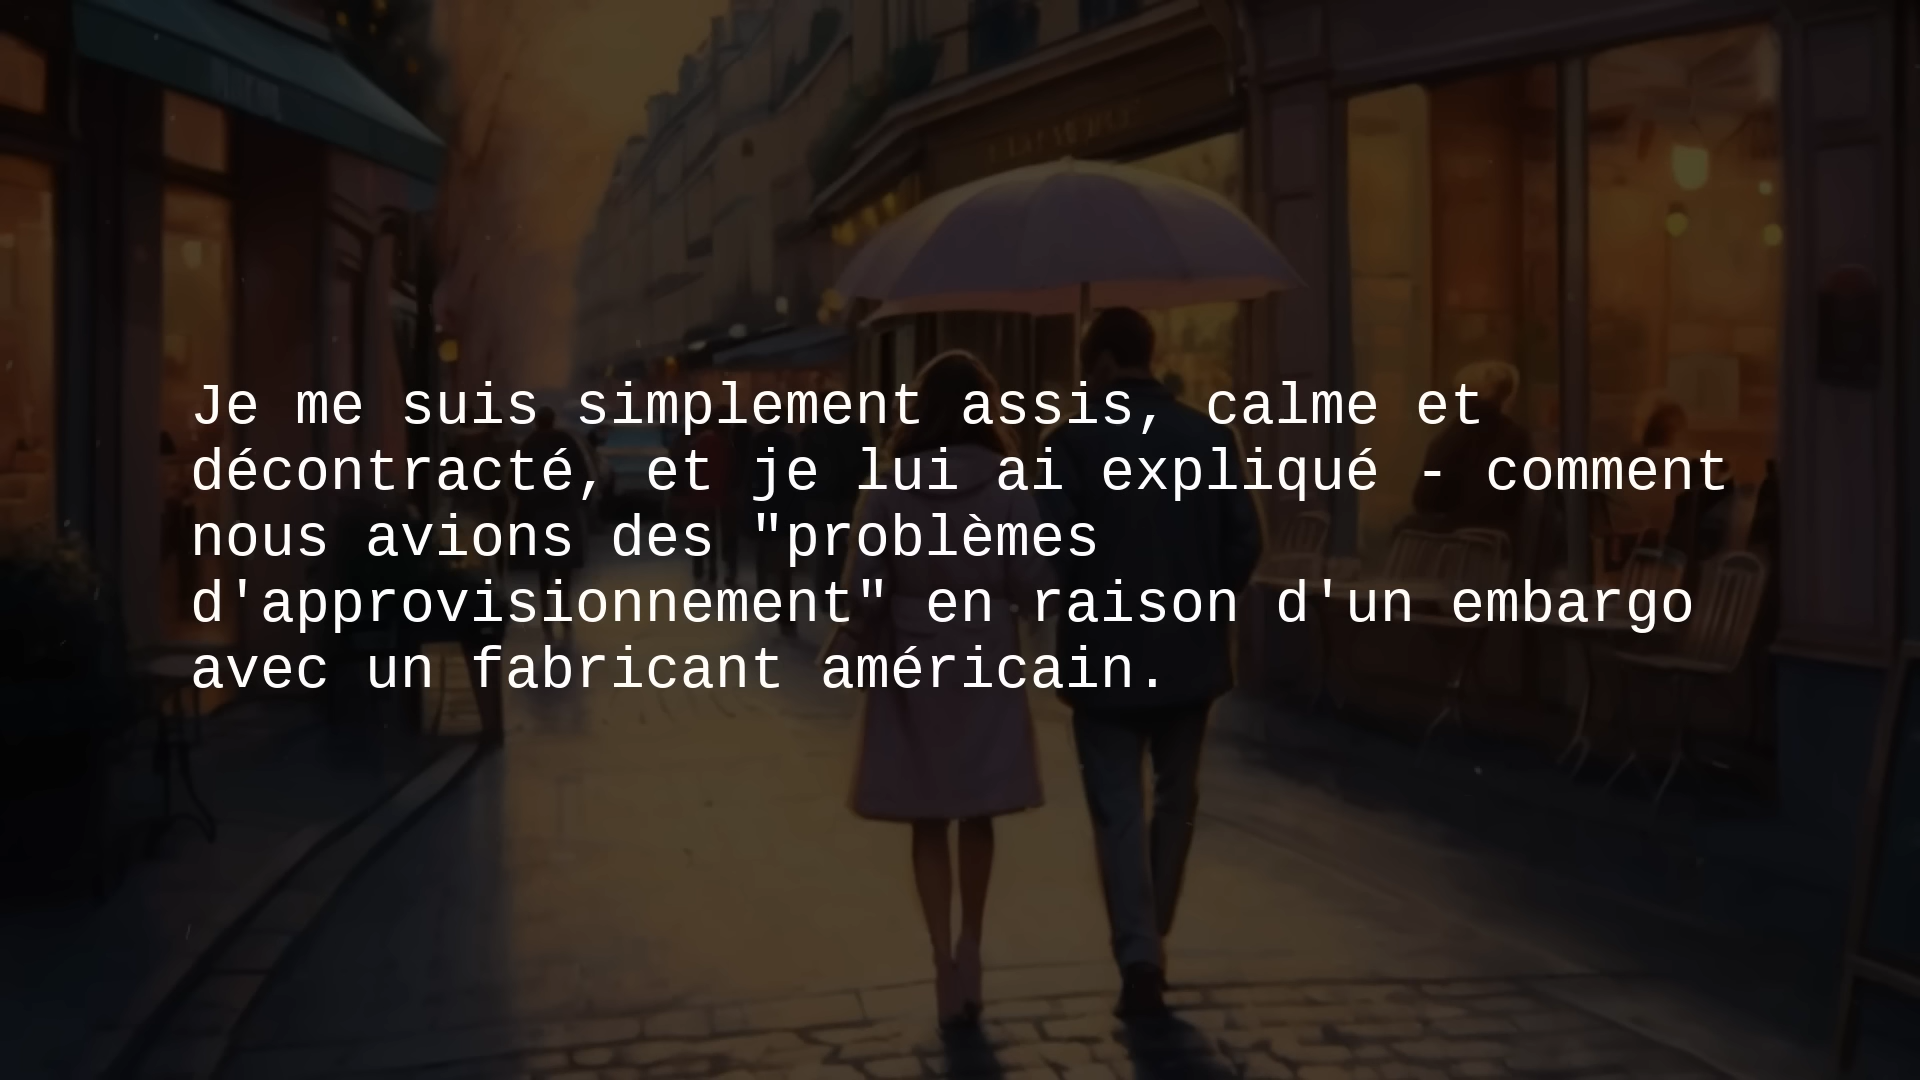 Je me suis simplement assis, calme et
décontracté, et je lui ai expliqué - comment
nous avions des "problèmes
d'approvisionnement" en raison d'un embargo
avec un fabricant américain.